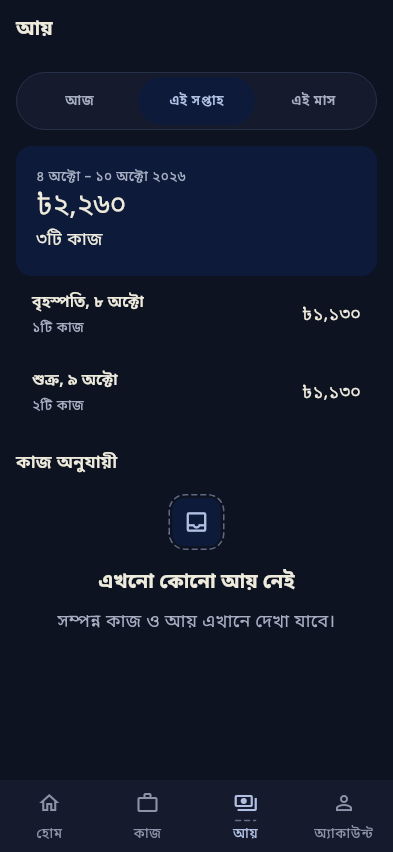 আয়
আজ
এই সপ্তাহ
এই মাস
৪ অক্টো – ১০ অক্টো ২০২৬
৳২,২৬০
৩টি কাজ
বৃহস্পতি, ৮ অক্টো
১টি কাজ
৳১,১৩০
শুক্র, ৯ অক্টো
২টি কাজ
৳১,১৩০
কাজ অনুযায়ী
এখনো কোনো আয় নেই
সম্পন্ন কাজ ও আয় এখানে দেখা যাবে।
হোম
কাজ
আয়
অ্যাকাউন্ট